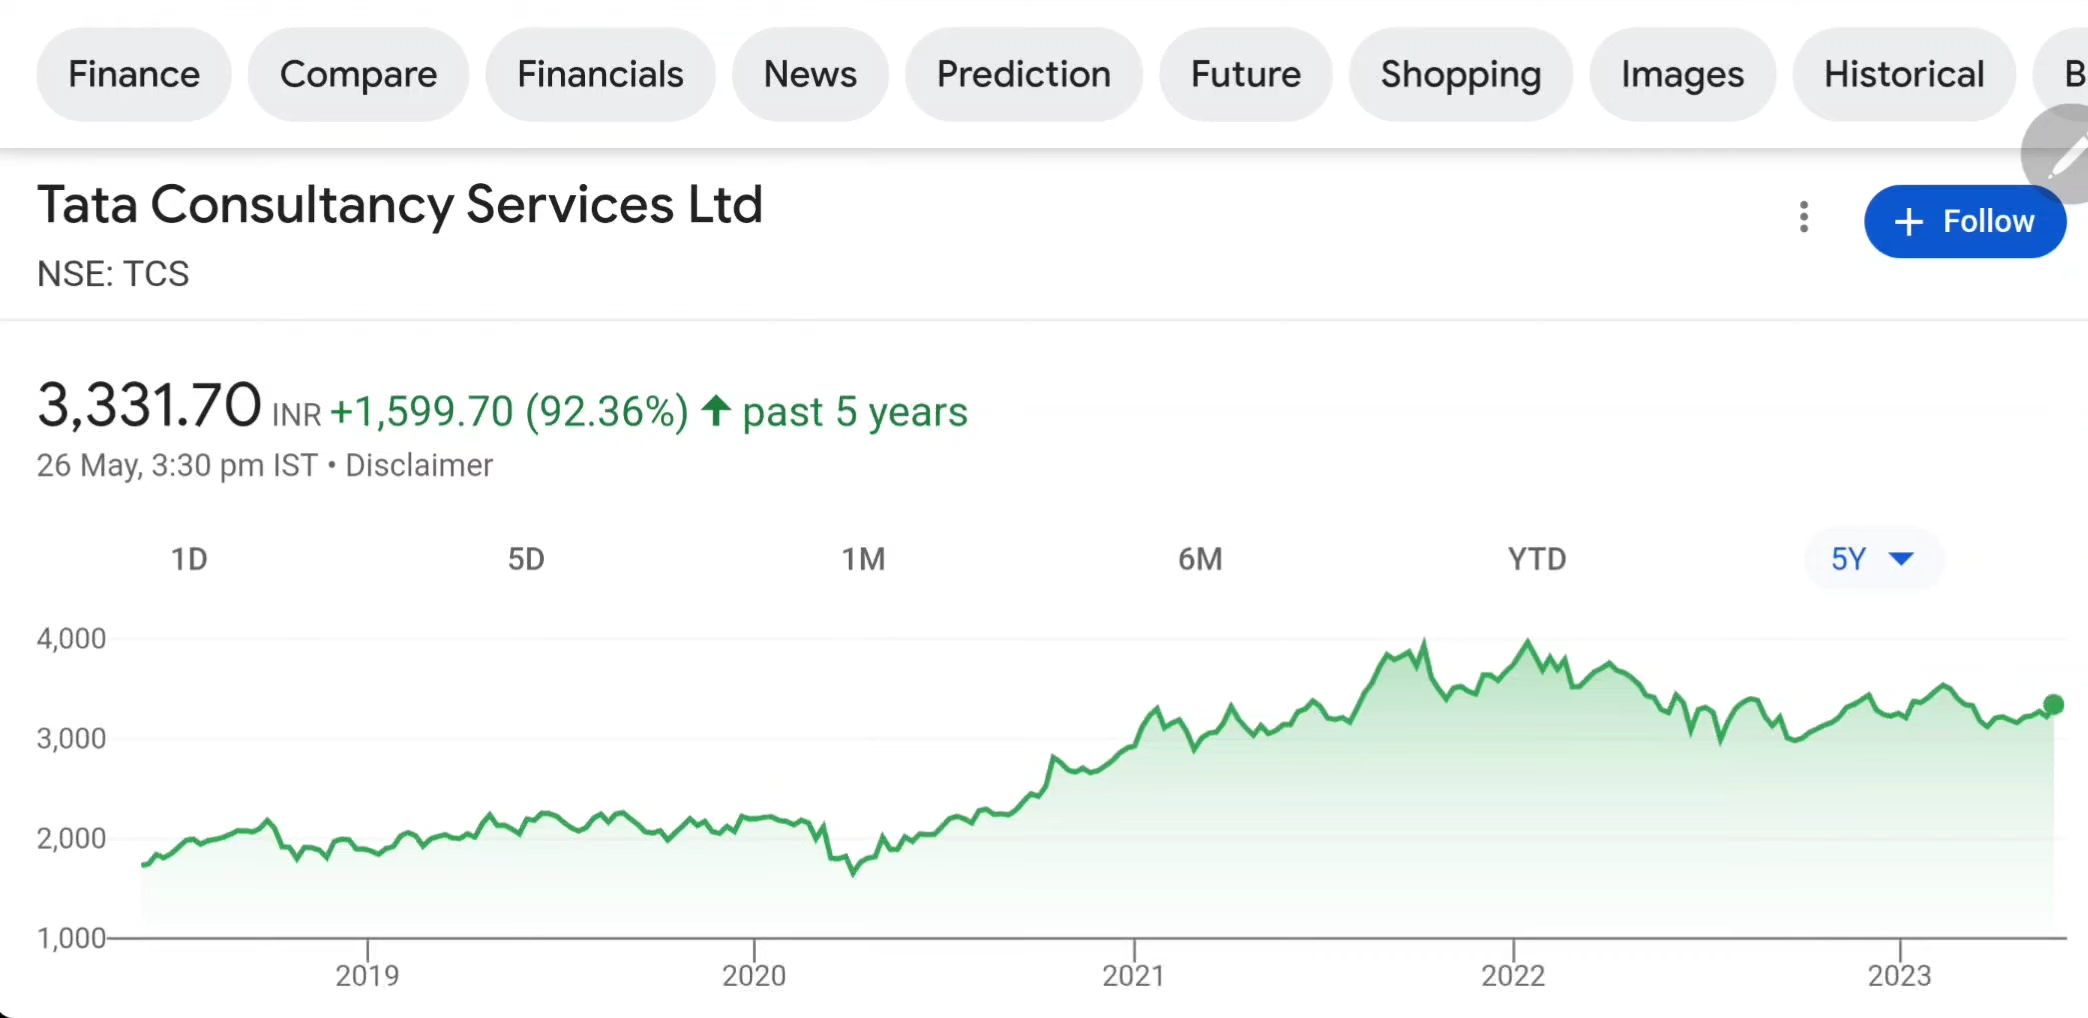 Finance Compare Financials News Prediction Future Shopping Images Historical B
Tata Consultancy Services Ltd
+ Follow
NSE: TCS
3,331.70 INR +1,599.70 (92.36%) ↑ past 5 years
26 May, 3:30 pm IST • Disclaimer
1D 5D 1M 6M YTD 5Y
4,000
3,000
2,000
1,000
2019 2020 2021 2022 2023